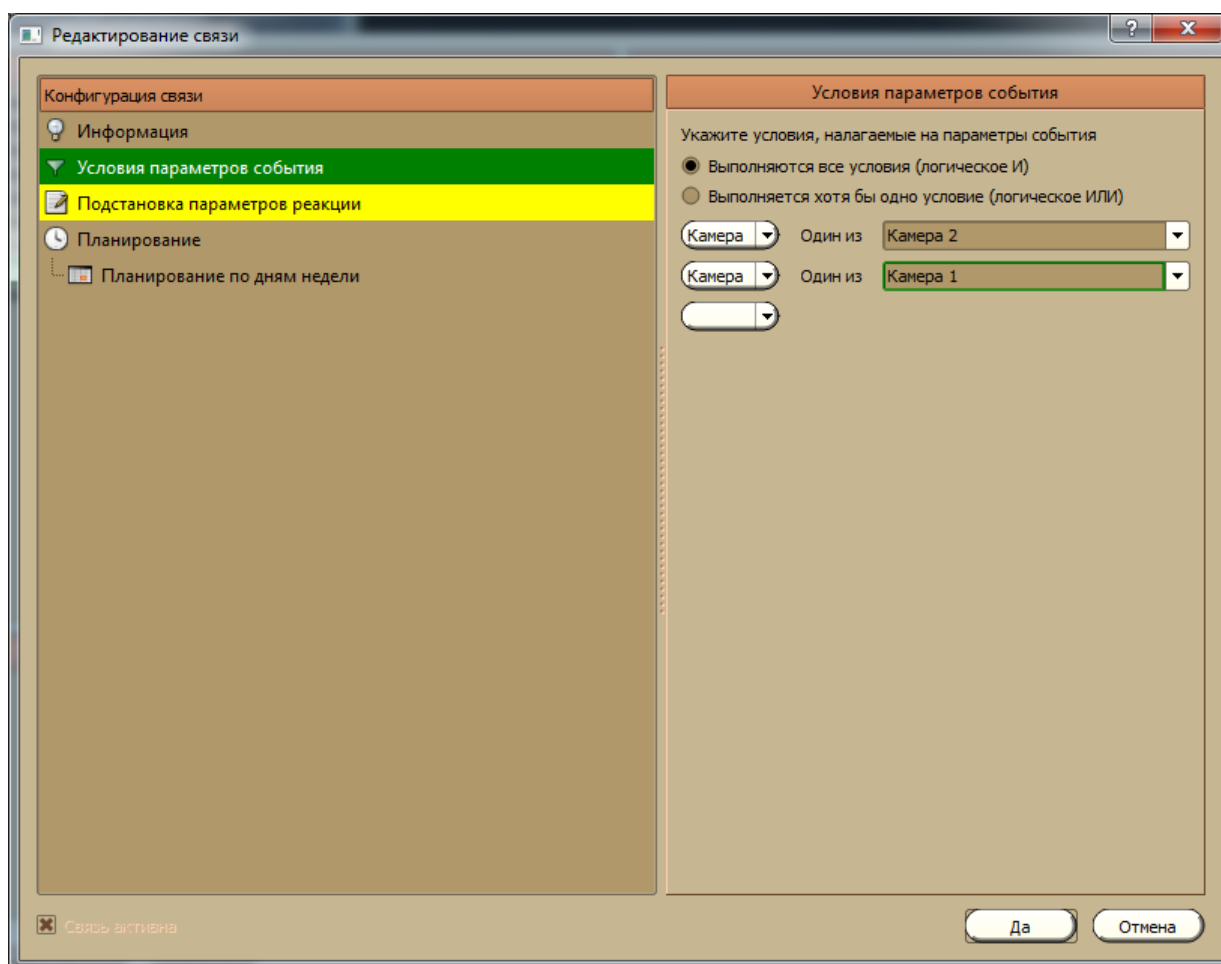 Редактирование связи
?
X
Конфигурация связи
Информация
Условия параметров события
Подстановка параметров реакции
Планирование
Планирование по дням недели
Условия параметров события
Укажите условия, налагаемые на параметры события
Выполняются все условия (логическое И)
Выполняется хотя бы одно условие (логическое ИЛИ)
Камера Один из Камера 2
Камера Один из Камера 1
Связь активна
Да Отмена